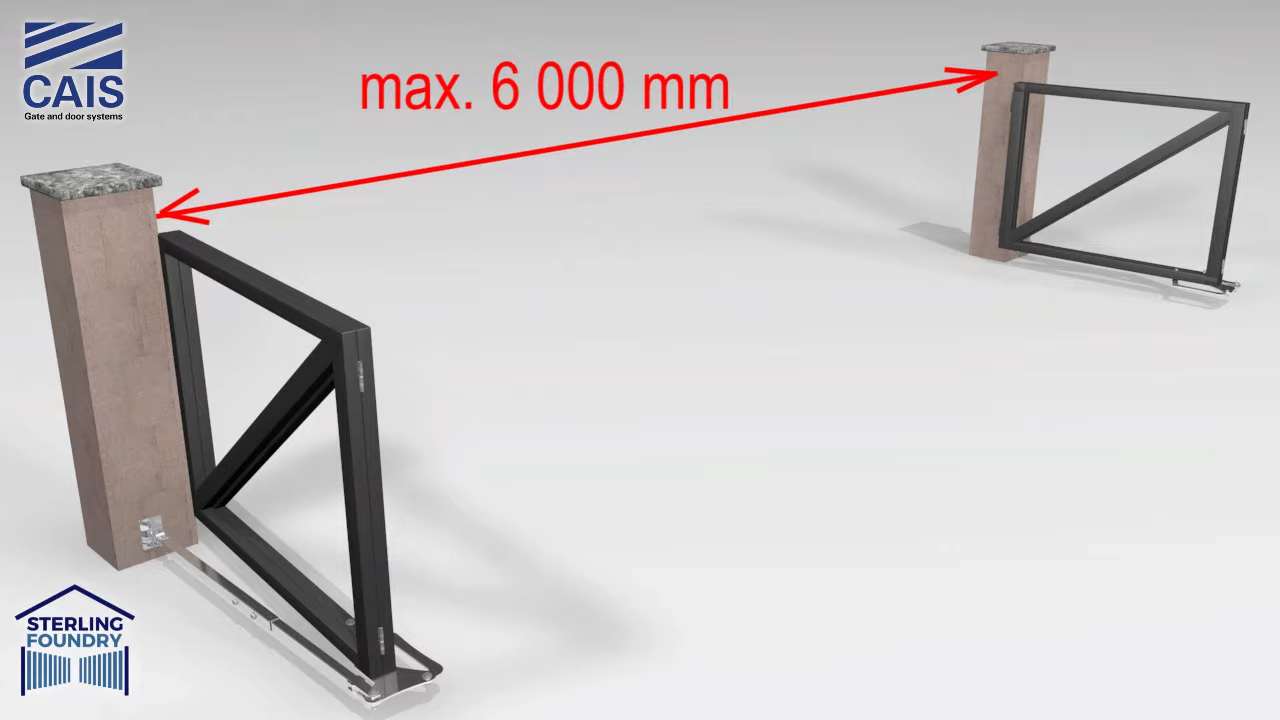 CAIS
Gate and door systems
max. 6 000 mm
STERLING
FOUNDRY